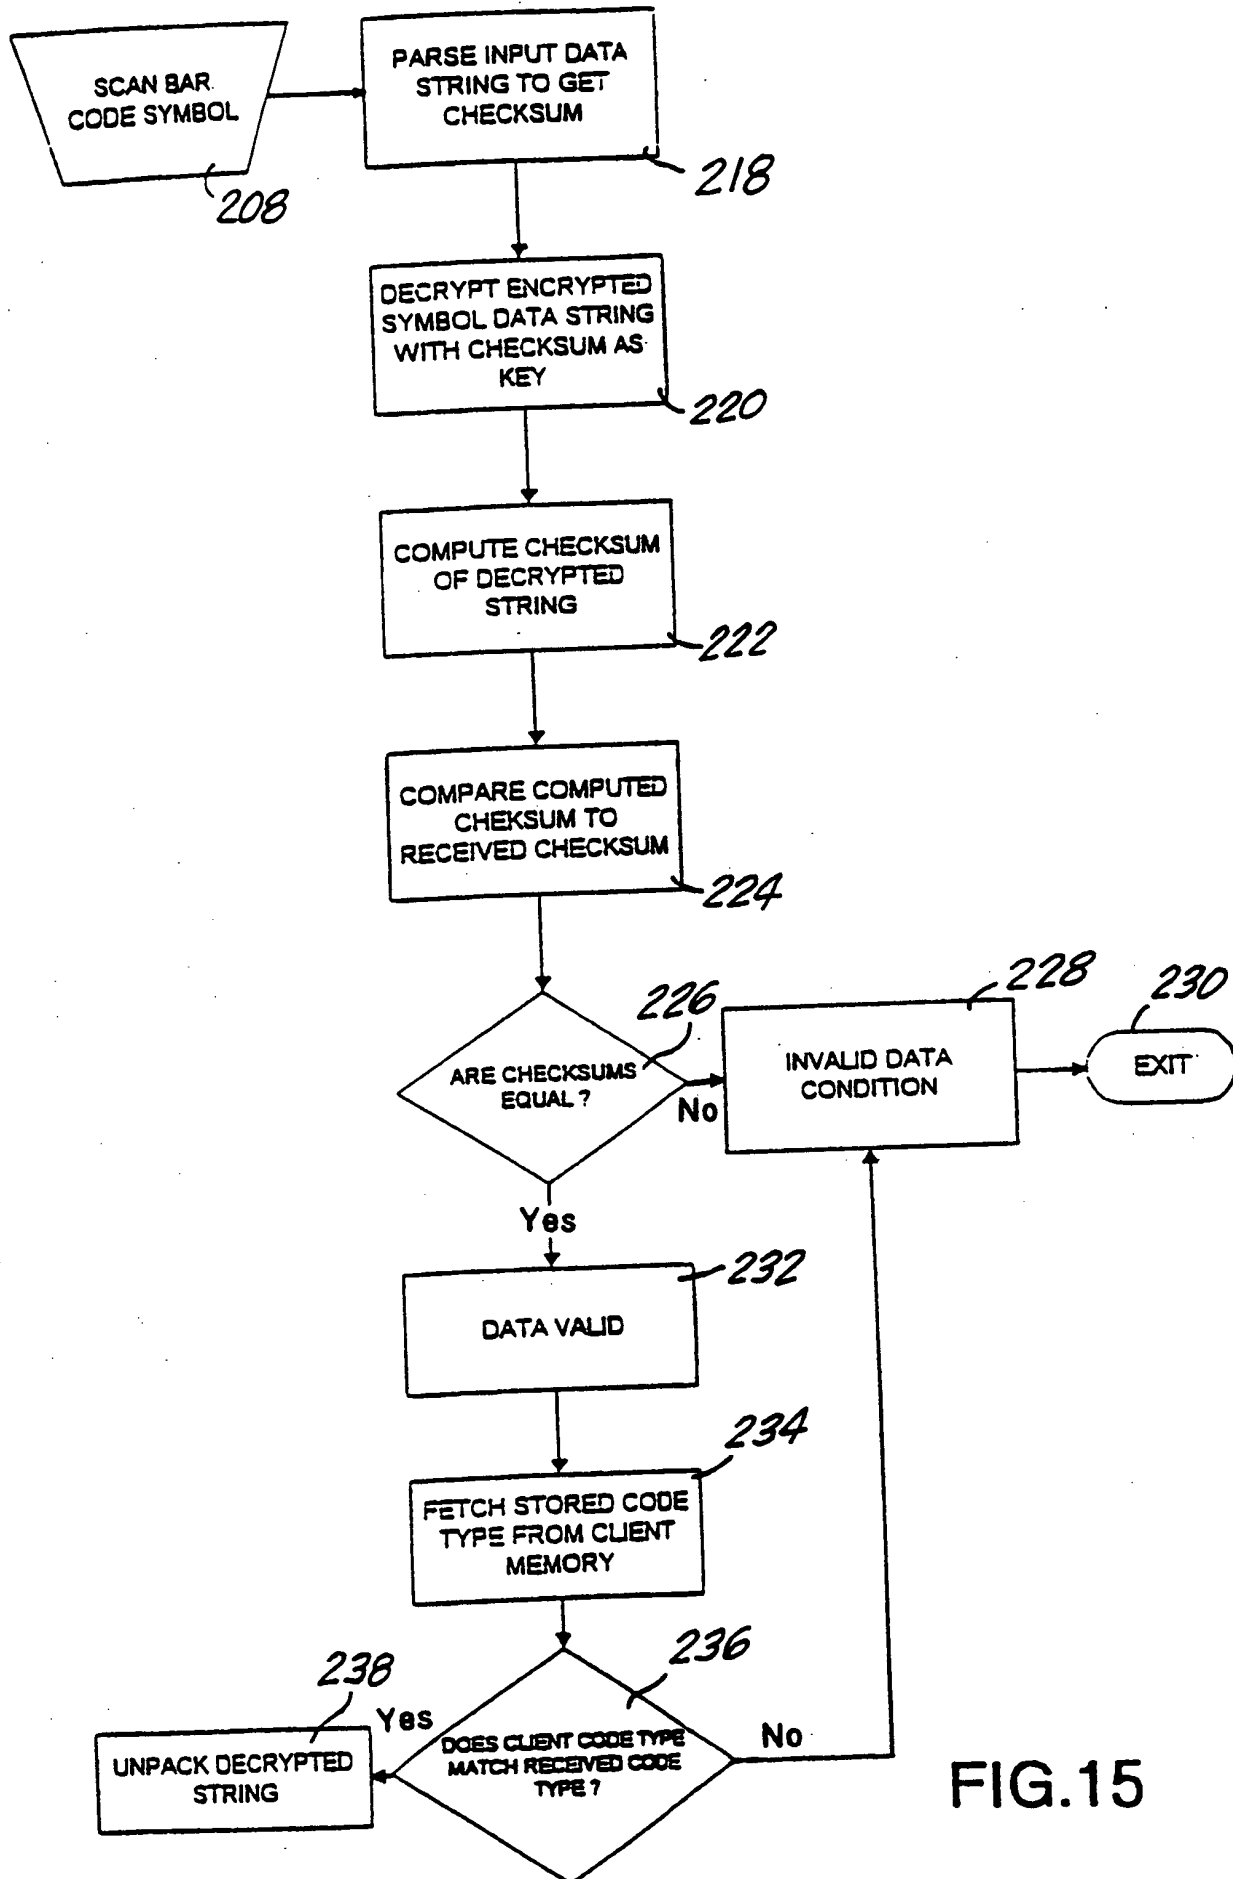 SCAN BAR
CODE SYMBOL
208
PARSE INPUT DATA
STRING TO GET
CHECKSUM
218
DECRYPT ENCRYPTED
SYMBOL DATA STRING
WITH CHECKSUM AS
KEY
220
COMPUTE CHECKSUM
OF DECRYPTED
STRING
222
COMPARE COMPUTED
CHEKSUM TO
RECEIVED CHECKSUM
224
ARE CHECKSUMS
EQUAL ?
226
No
INVALID DATA
CONDITION
228
EXIT
230
Yes
DATA VALID
232
FETCH STORED CODE
TYPE FROM CLIENT
MEMORY
234
DOES CLIENT CODE TYPE
MATCH RECEIVED CODE
TYPE ?
236
Yes
No
UNPACK DECRYPTED
STRING
238
FIG.15